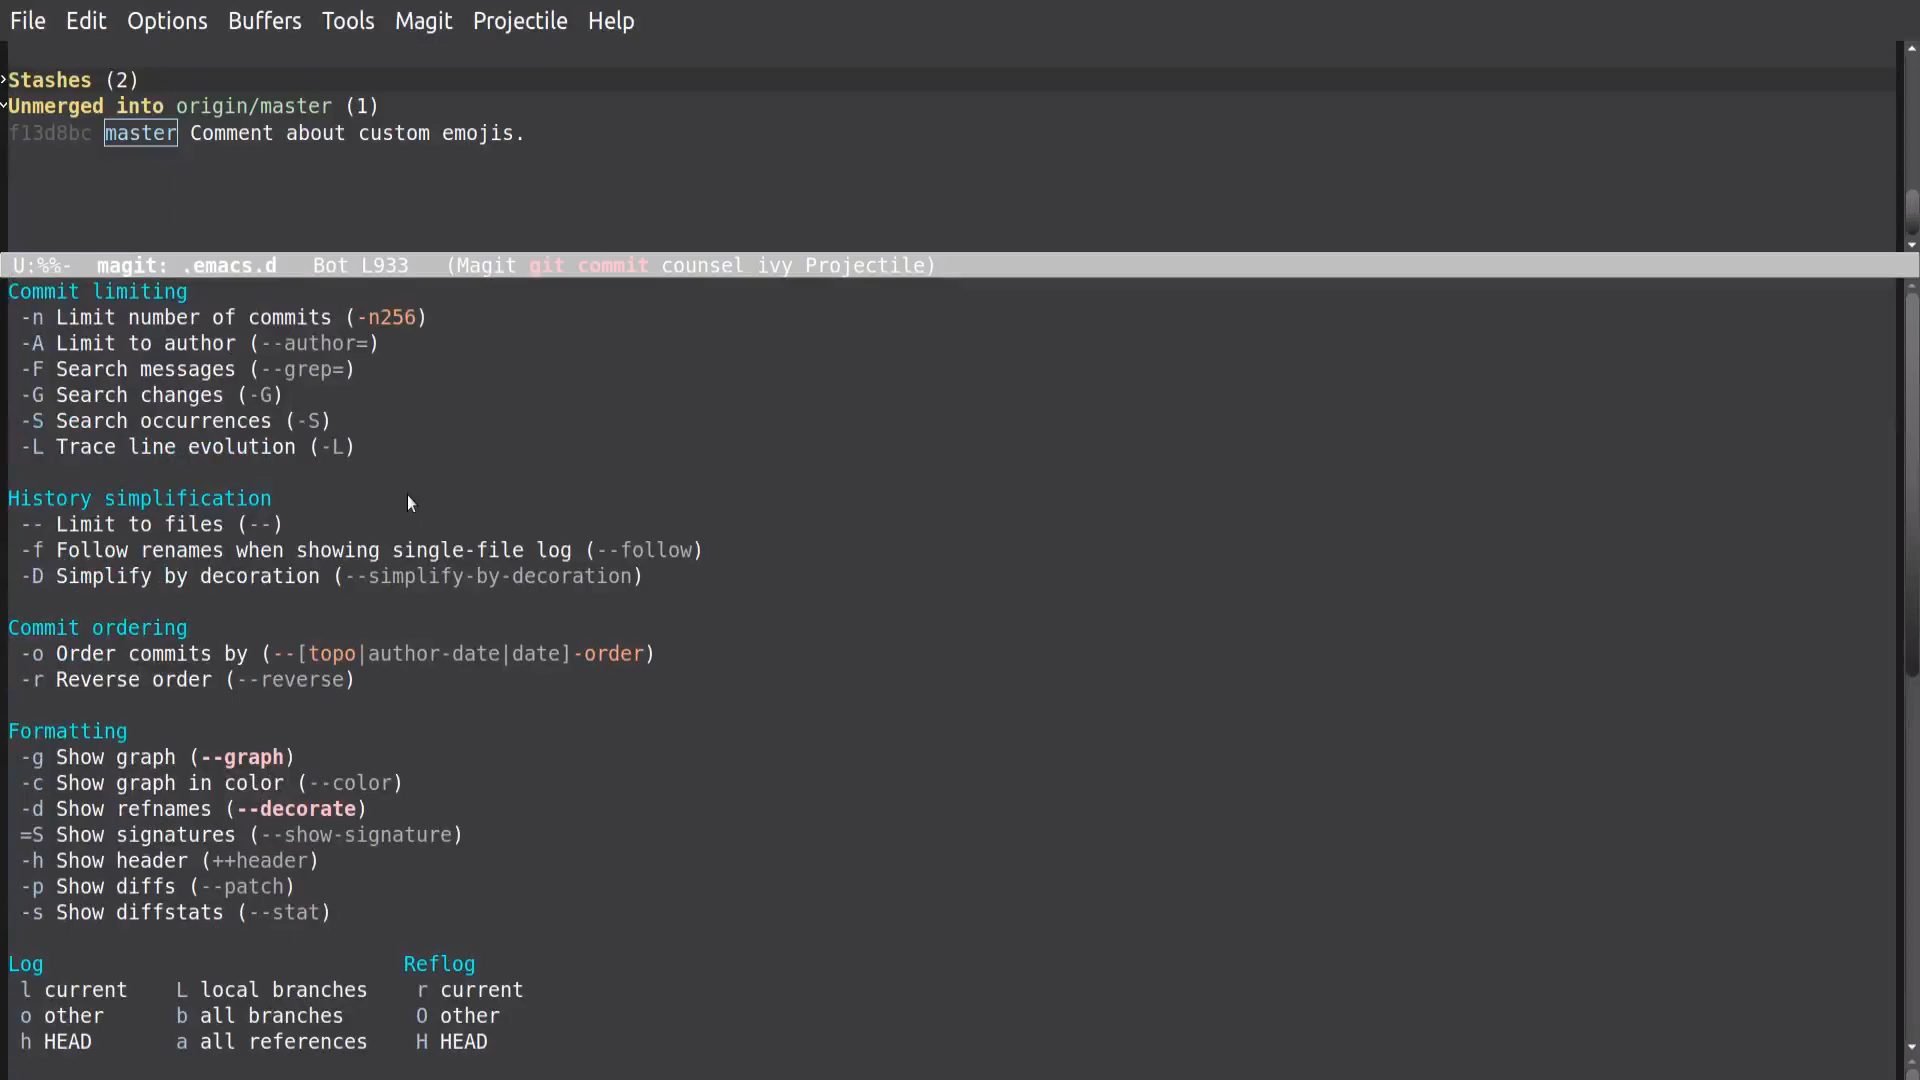 File Edit Options Buffers Tools Magit Projectile Help
Stashes (2)
Unmerged into origin/master (1)
f13d8bc master Comment about custom emojis.
U:%%-  magit: .emacs.d   Bot L933   (Magit git commit counsel ivy Projectile)
Commit limiting
-n Limit number of commits (-n256)
-A Limit to author (--author=)
-F Search messages (--grep=)
-G Search changes (-G)
-S Search occurrences (-S)
-L Trace line evolution (-L)
History simplification
-- Limit to files (--)
-f Follow renames when showing single-file log (--follow)
-D Simplify by decoration (--simplify-by-decoration)
Commit ordering
-o Order commits by (--[topo|author-date|date]-order)
-r Reverse order (--reverse)
Formatting
-g Show graph (--graph)
-c Show graph in color (--color)
-d Show refnames (--decorate)
=S Show signatures (--show-signature)
-h Show header (++header)
-p Show diffs (--patch)
-s Show diffstats (--stat)
Log Reflog
l current L local branches r current
o other b all branches O other
h HEAD a all references H HEAD